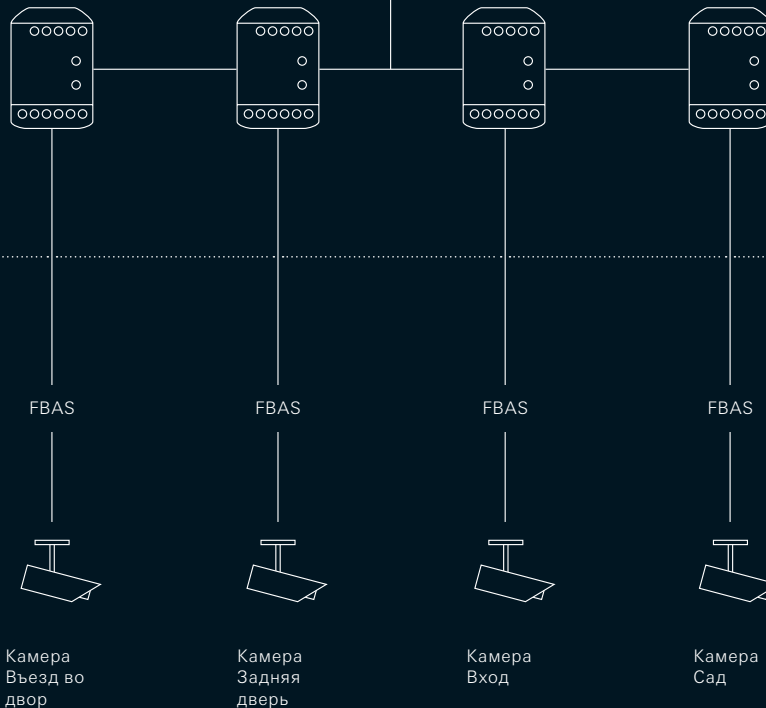 FBAS
FBAS
FBAS
FBAS
Камера
Въезд во
двор
Камера
Задняя
дверь
Камера
Вход
Камера
Сад